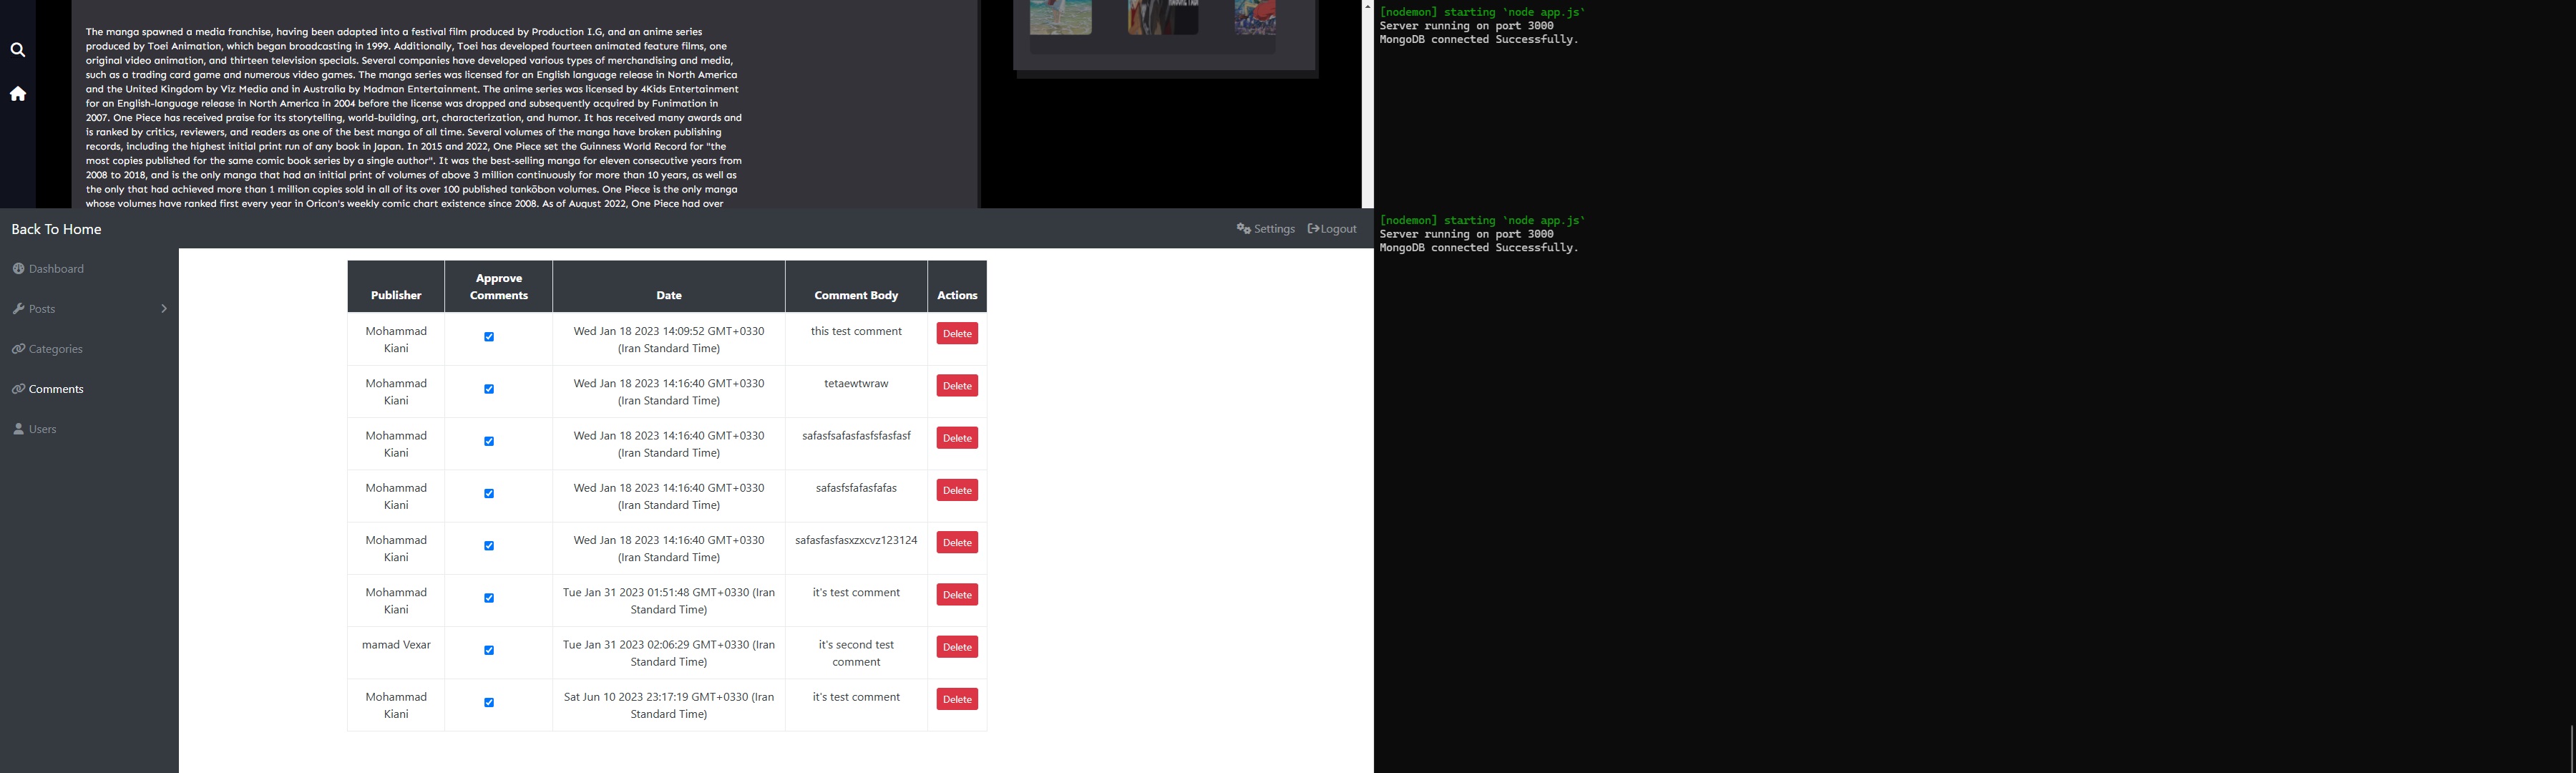 The manga spawned a media franchise, having been adapted into a festival film produced by Production I.G, and an anime series
produced by Toei Animation, which began broadcasting in 1999. Additionally, Toei has developed fourteen animated feature films, one
original video animation, and thirteen television specials. Several companies have developed various types of merchandising and media,
such as a trading card game and numerous video games. The manga series was licensed for an English language release in North America
and the United Kingdom by Viz Media and in Australia by Madman Entertainment. The anime series was licensed by 4Kids Entertainment
for an English-language release in North America in 2004 before the license was dropped and subsequently acquired by Funimation in
2007. One Piece has received praise for its storytelling, world-building, art, characterization, and humor. It has received many awards and
is ranked by critics, reviewers, and readers as one of the best manga of all time. Several volumes of the manga have broken publishing
records, including the highest initial print run of any book in Japan. In 2015 and 2022, One Piece set the Guinness World Record for "the
most copies published for the same comic book series by a single author". It was the best-selling manga for eleven consecutive years from
2008 to 2018, and is the only manga that had an initial print of volumes of above 3 million continuously for more than 10 years, as well as
the only that had achieved more than 1 million copies sold in all of its over 100 published tankōbon volumes. One Piece is the only manga
whose volumes have ranked first every year in Oricon's weekly comic chart existence since 2008. As of August 2022, One Piece had over
[nodemon] starting `node app.js`
Server running on port 3000
MongoDB connected Successfully.
Back To Home
Settings
Logout
Dashboard
Posts
Categories
Comments
Users
Publisher
Approve
Comments
Date
Comment Body
Actions
Mohammad
Kiani
Wed Jan 18 2023 14:09:52 GMT+0330
(Iran Standard Time)
this test comment
Delete
Mohammad
Kiani
Wed Jan 18 2023 14:16:40 GMT+0330
(Iran Standard Time)
tetaewtwraw
Delete
Mohammad
Kiani
Wed Jan 18 2023 14:16:40 GMT+0330
(Iran Standard Time)
safasfsafasfasfsfasfasf
Delete
Mohammad
Kiani
Wed Jan 18 2023 14:16:40 GMT+0330
(Iran Standard Time)
safasfsfafasfafas
Delete
Mohammad
Kiani
Wed Jan 18 2023 14:16:40 GMT+0330
(Iran Standard Time)
safasfasfasxzxcvz123124
Delete
Mohammad
Kiani
Tue Jan 31 2023 01:51:48 GMT+0330 (Iran
Standard Time)
it's test comment
Delete
mamad Vexar
Tue Jan 31 2023 02:06:29 GMT+0330 (Iran
Standard Time)
it's second test
comment
Delete
Mohammad
Kiani
Sat Jun 10 2023 23:17:19 GMT+0330 (Iran
Standard Time)
it's test comment
Delete
[nodemon] starting `node app.js`
Server running on port 3000
MongoDB connected Successfully.